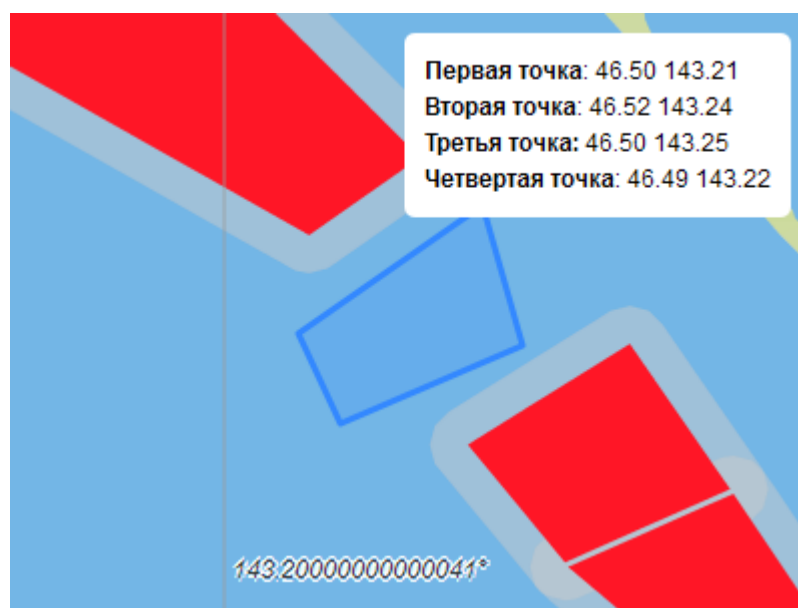 Первая точка: 46.50 143.21
Вторая точка: 46.52 143.24
Третья точка: 46.50 143.25
Четвертая точка: 46.49 143.22
143.20000000000041°